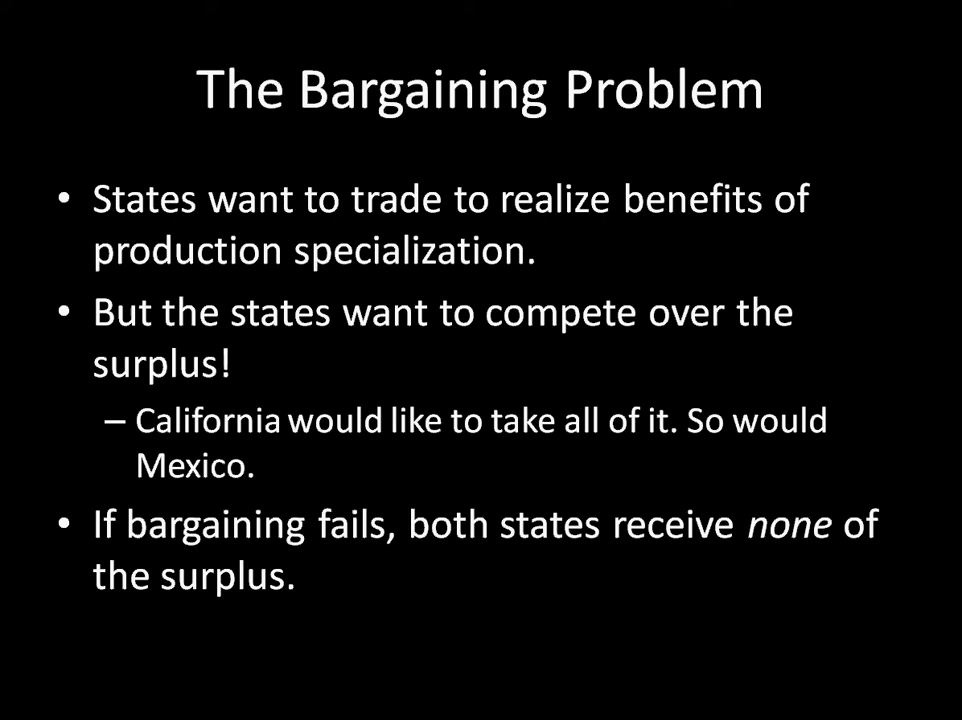 The Bargaining Problem
• States want to trade to realize benefits of
production specialization.
• But the states want to compete over the
surplus!
– California would like to take all of it. So would
Mexico.
• If bargaining fails, both states receive none of
the surplus.